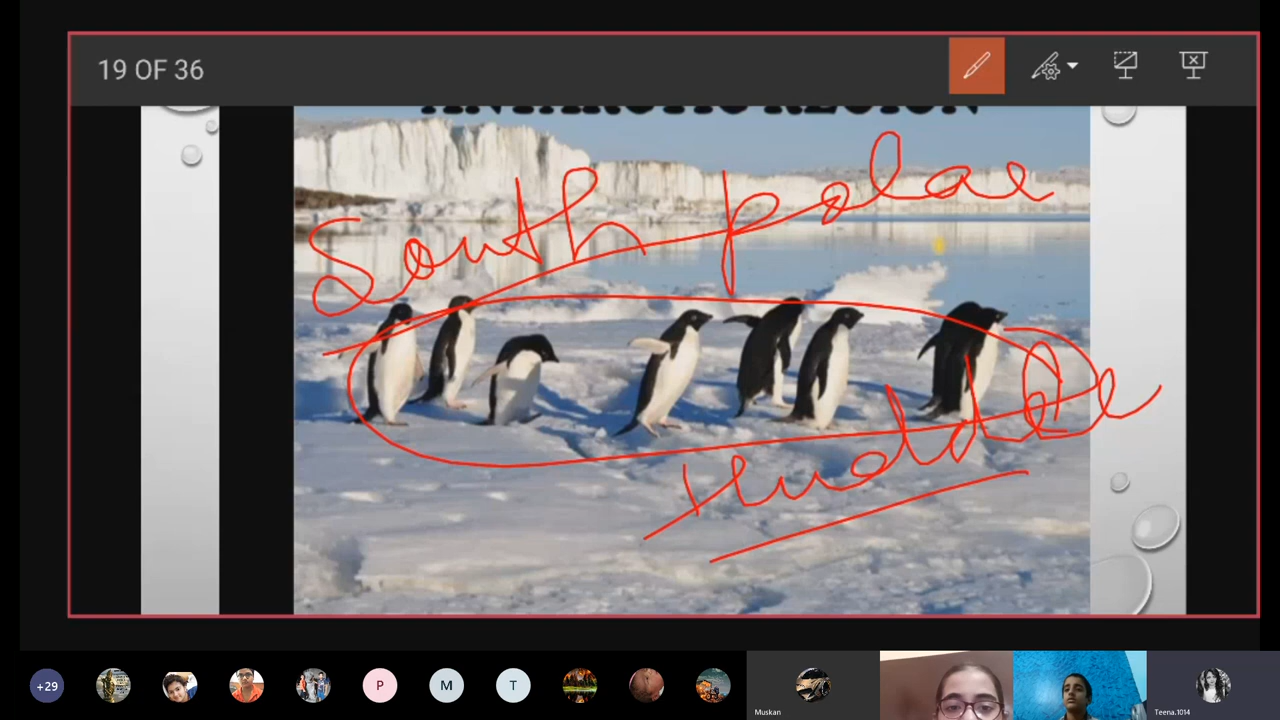 19 OF 36
South polar
Huddle
+29
P
M
T
Muskan
Teena.1014